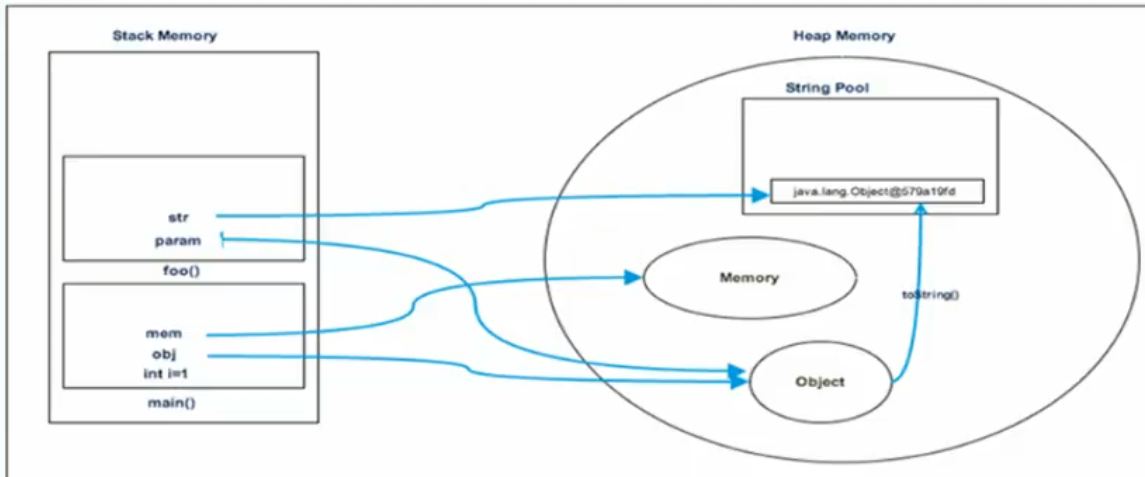 Stack Memory
Heap Memory
String Pool
java.lang.Object@579a19fd
str
param
foo()
Memory
toString()
mem
obj
int i=1
main()
Object